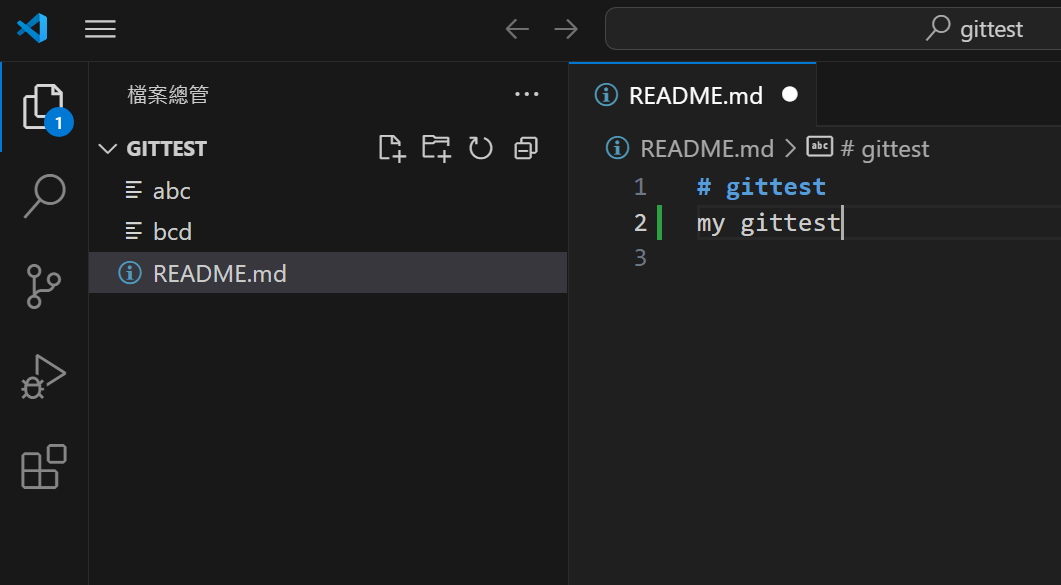 gittest
1
檔案總管
GITTEST
abc
bcd
README.md
README.md
README.md > abc # gittest
1 # gittest
2 my gittest
3